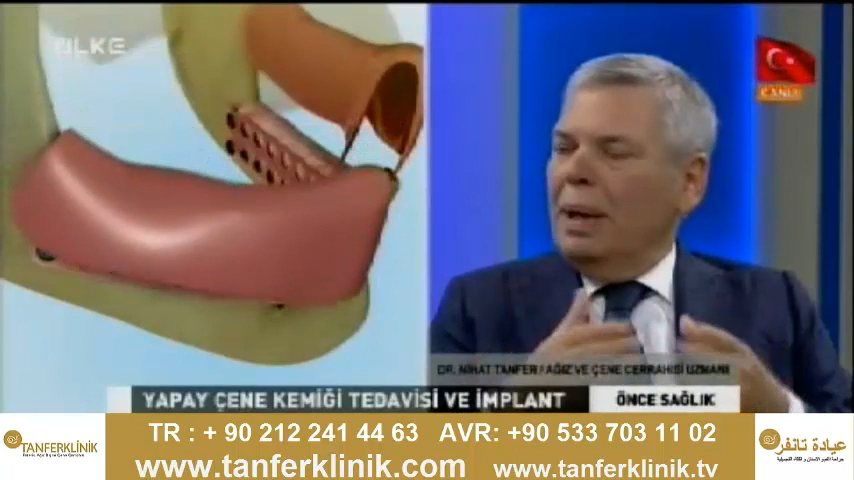 ÜLKE
CANLI
DR. NİHAT TANFER / AĞIZ VE ÇENE CERRAHİSİ UZMANI
YAPAY ÇENE KEMİĞİ TEDAVİSİ VE İMPLANT
ÖNCE SAĞLIK
TANFERKLİNİK
TR : + 90 212 241 44 63 AVR: +90 533 703 11 02
www.tanferklinik.com www.tanferklinik.tv
عيادة تانفر